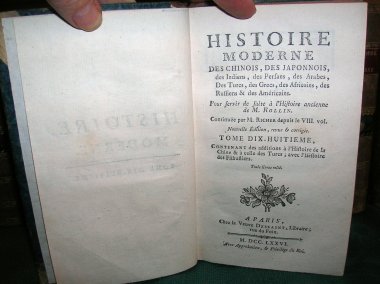 HISTOIRE
MODERNE
DES CHINOIS, DES JAPONNOIS,
des Indiens, des Persans, des Arabes,
Des Turcs, des Grecs, des Africains, des
Russiens & des Américains.
Pour servir de suite à l'Histoire ancienne
de M. ROLLIN.
Continuée par M. RICHER depuis le VIII. vol.
Nouvelle Edition, revue & corrigée.
TOME DIX-HUITIEME,
CONTENANT des additions à l'Histoire de la
Chine & à celle des Turcs; avec l'Histoire
des Flibustiers.
A PARIS,
Chez la Veuve DESSAINT, Libraire,
rue du Foin.
M. DCC. LXXVI.
Avec Approbation, & Privilége du Roi.